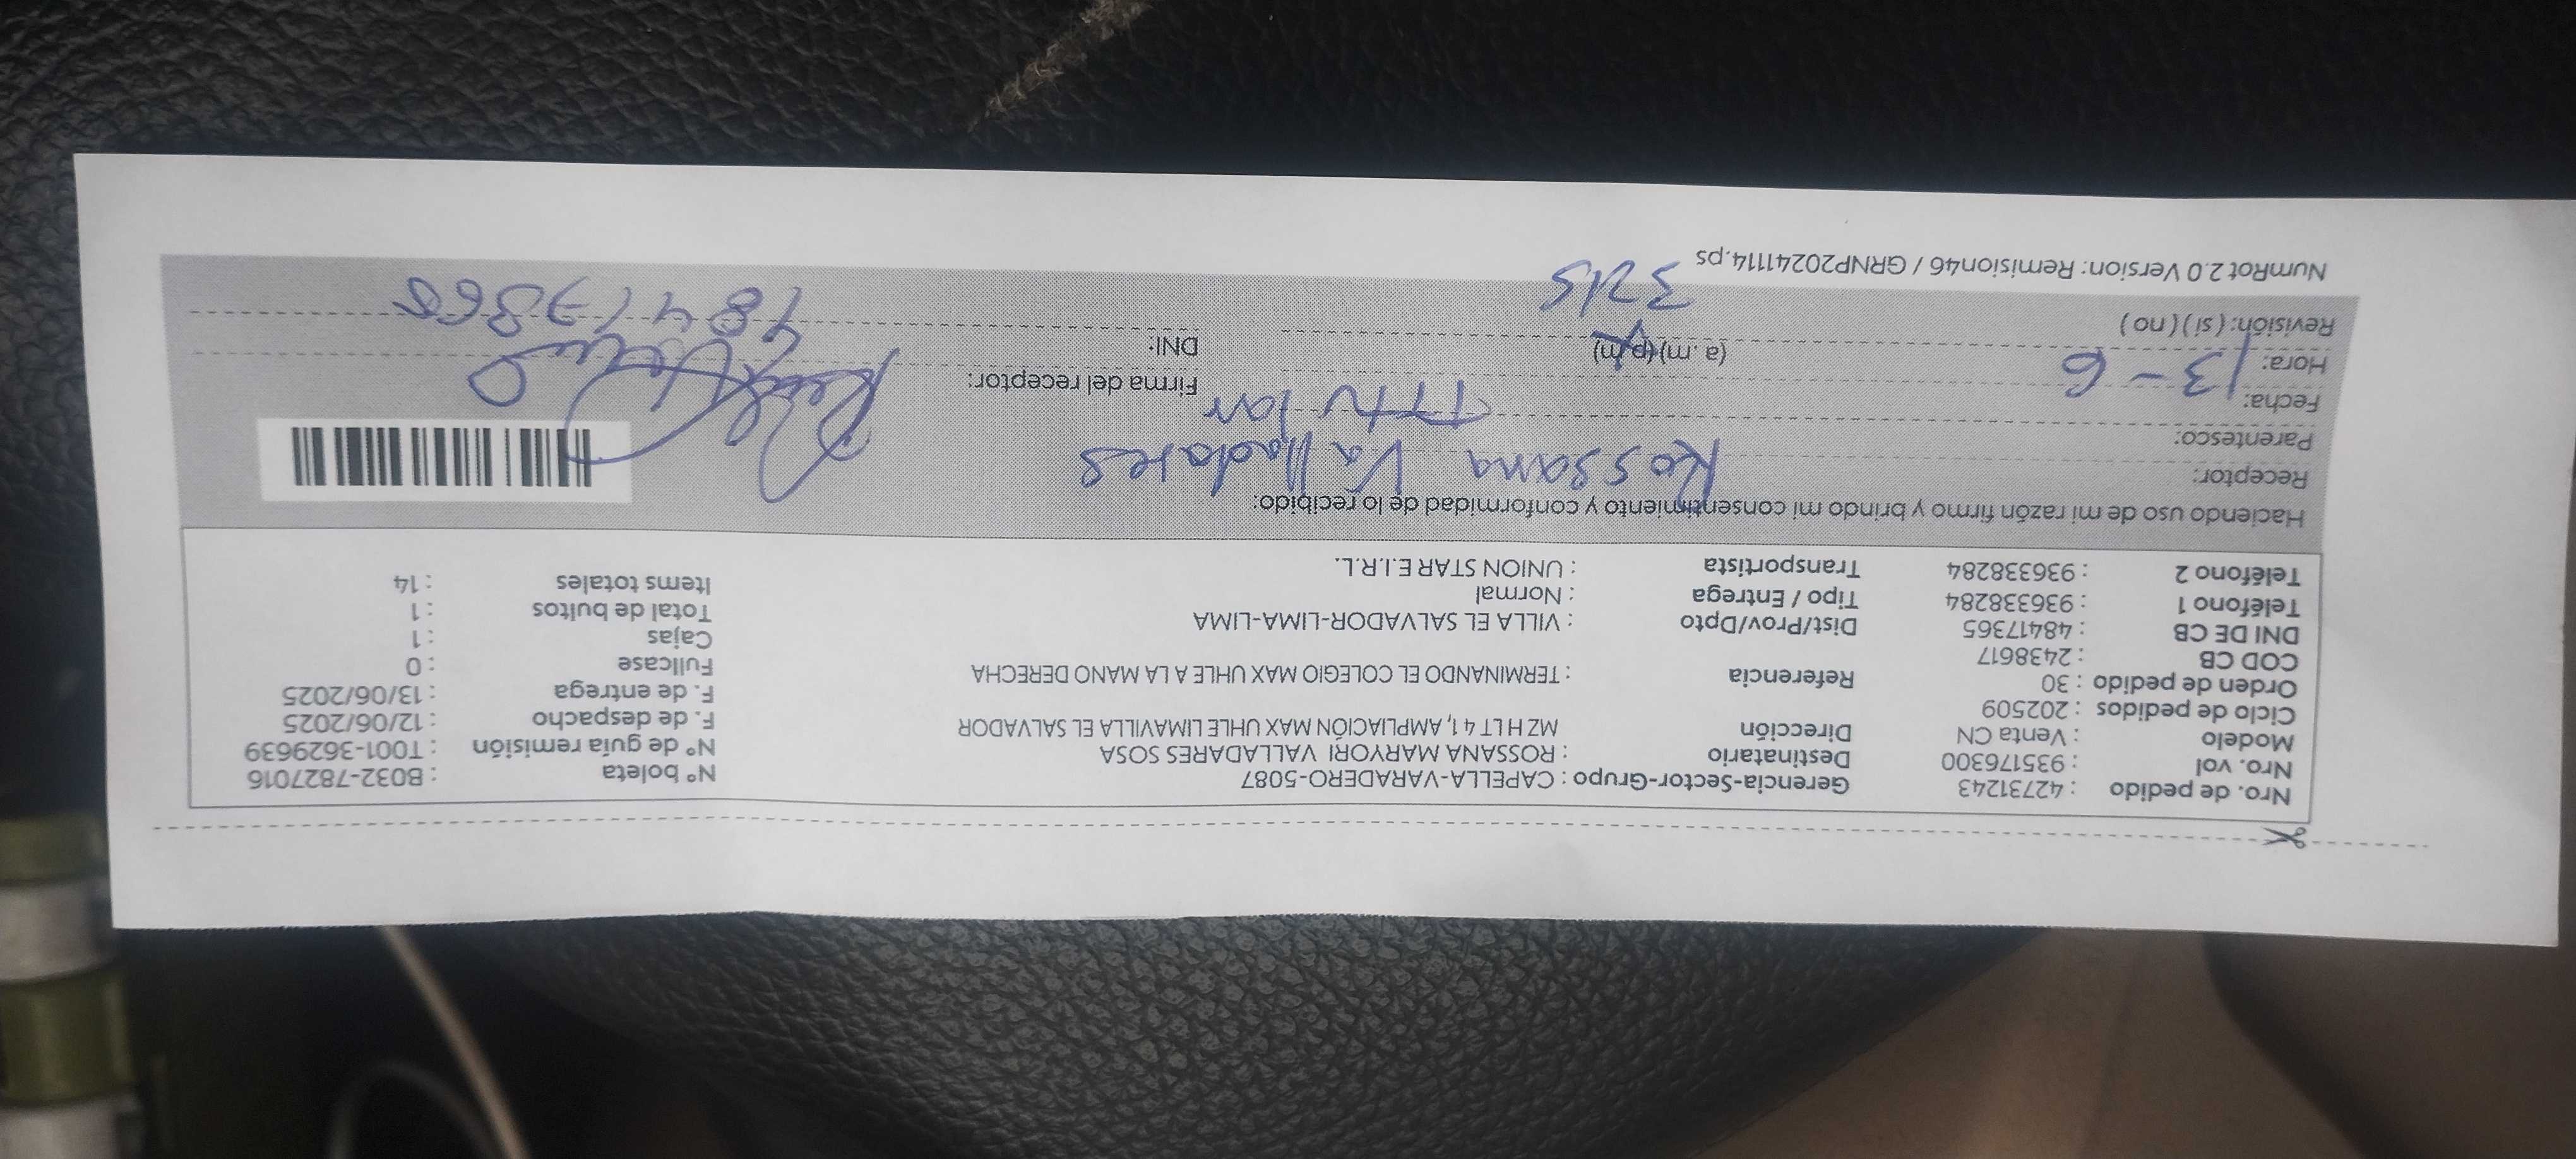 Nro. de pedido : 42731243 Gerencia-Sector-Grupo : CAPELLA-VARADERO-5087 N° boleta : B032-7827016
Nro. vol : 935176300 Destinatario : ROSSANA MARYORI VALLADARES SOSA N° de guía remisión : T001-3629639
Modelo : Venta CN Dirección MZ H LT 4 1, AMPLIACIÓN MAX UHLE LIMAVILLA EL SALVADOR F. de despacho : 12/06/2025
Ciclo de pedidos : 202509 F. de entrega : 13/06/2025
Orden de pedido : 30 Referencia : TERMINANDO EL COLEGIO MAX UHLE A LA MANO DERECHA Fullcase : 0
COD CB : 2438617 Cajas : 1
DNI DE CB : 48417365 Dist/Prov/Dpto : VILLA EL SALVADOR-LIMA-LIMA Total de bultos : 1
Teléfono 1 : 936338284 Tipo / Entrega : Normal Items totales : 14
Teléfono 2 : 936338284 Transportista : UNION STAR E.I.R.L.
Haciendo uso de mi razón firmo y brindo mi consentimiento y conformidad de lo recibido:
Receptor: Rossana Valladares
Parentesco: Titular
Fecha: 13-6 Firma del receptor:
Hora: (a .m) (p.m) DNI: 48417365
Revisión: ( si ) ( no )
NumRot 2.0 Version: Remision46 / GRNP20241114.ps